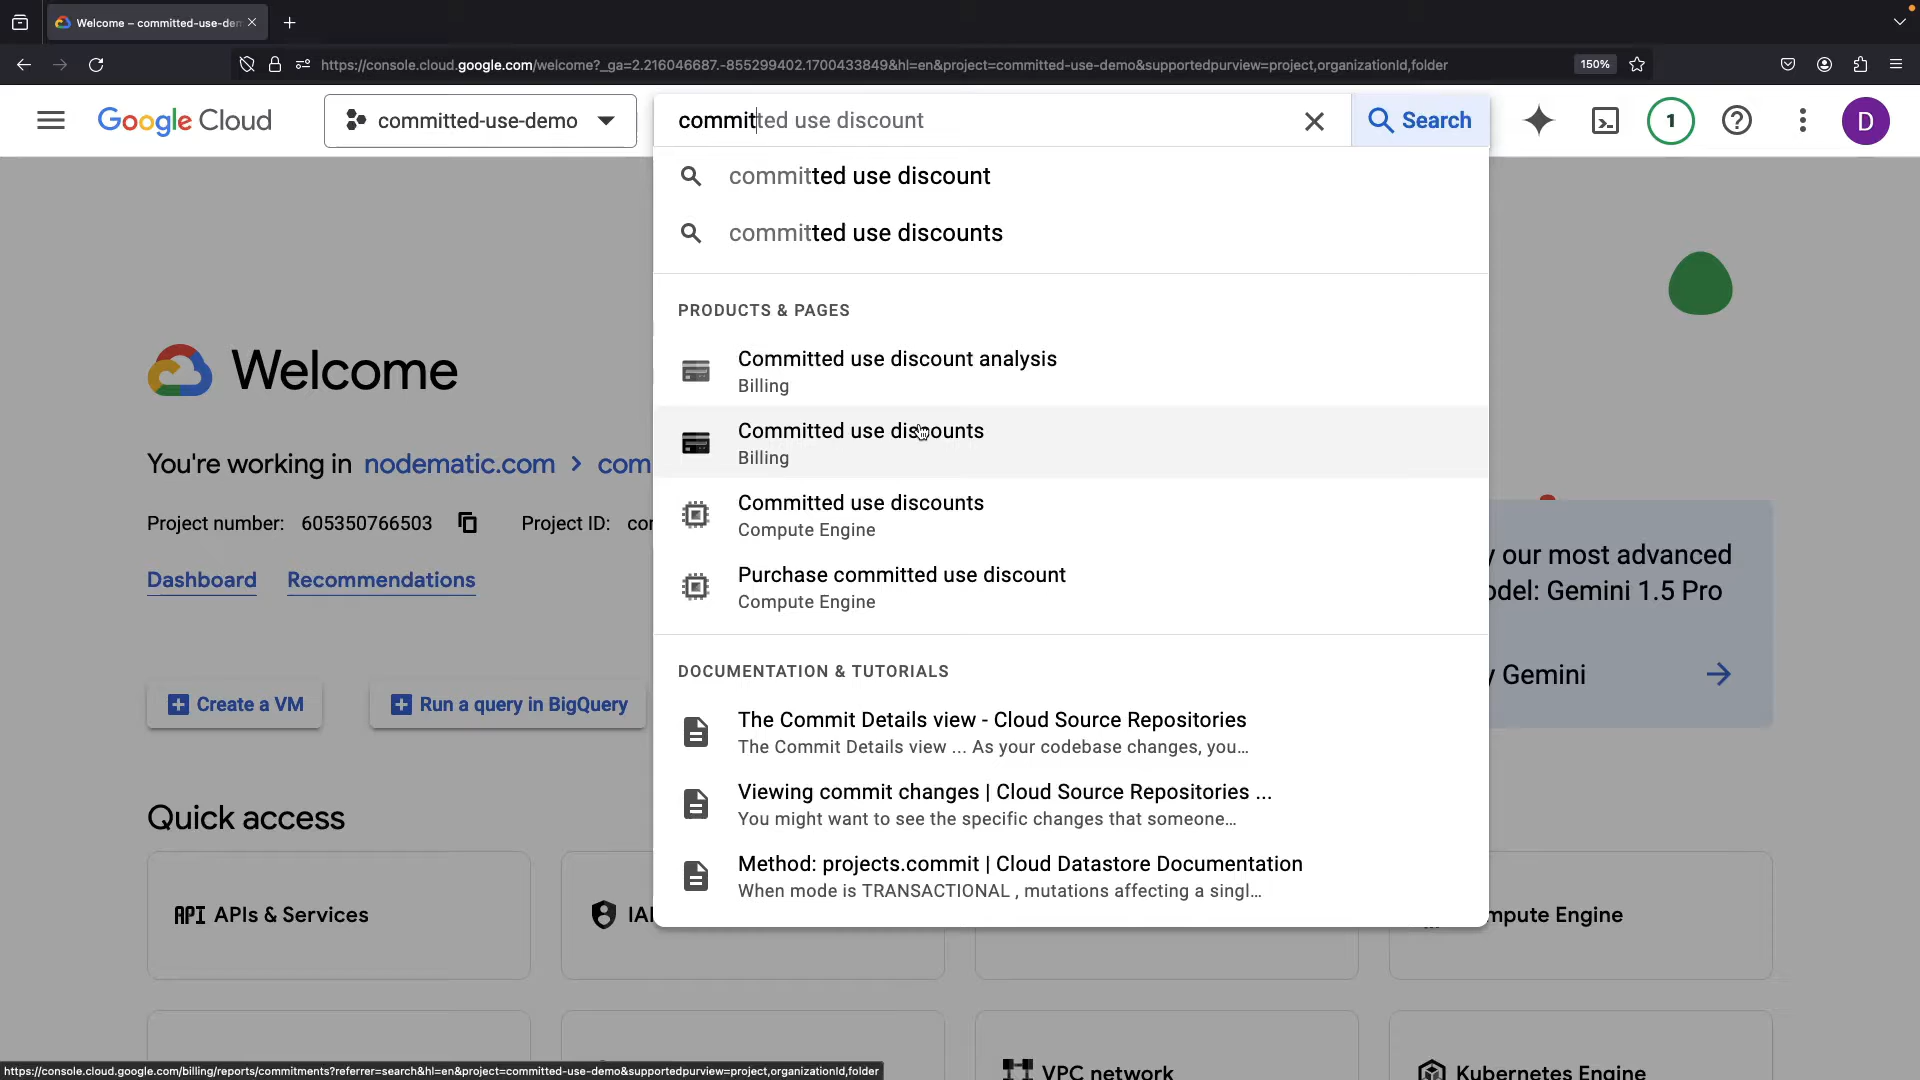 Welcome – committed-use-den
https://console.cloud.google.com/welcome?_ga=2.216046687.-855299402.1700433849&hl=en&project=committed-use-demo&supportedpurview=project,organizationId,folder
150%
Google Cloud
committed-use-demo
committed use discount
Search
1
D
committed use discount
committed use discounts
PRODUCTS & PAGES
Committed use discount analysis
Billing
Committed use discounts
Billing
Committed use discounts
Compute Engine
Purchase committed use discount
Compute Engine
DOCUMENTATION & TUTORIALS
The Commit Details view - Cloud Source Repositories
The Commit Details view ... As your codebase changes, you...
Viewing commit changes | Cloud Source Repositories ...
You might want to see the specific changes that someone...
Method: projects.commit | Cloud Datastore Documentation
When mode is TRANSACTIONAL , mutations affecting a singl...
Welcome
You're working in nodematic.com > com
Project number: 605350766503 Project ID: cor
Dashboard Recommendations
y our most advanced
odel: Gemini 1.5 Pro
y Gemini
Create a VM
Run a query in BigQuery
Quick access
API APIs & Services
IA
mpute Engine
VPC network
Kubernetes Engine
https://console.cloud.google.com/billing/reports/commitments?referrer=search&hl=en&project=committed-use-demo&supportedpurview=project,organizationId,folder